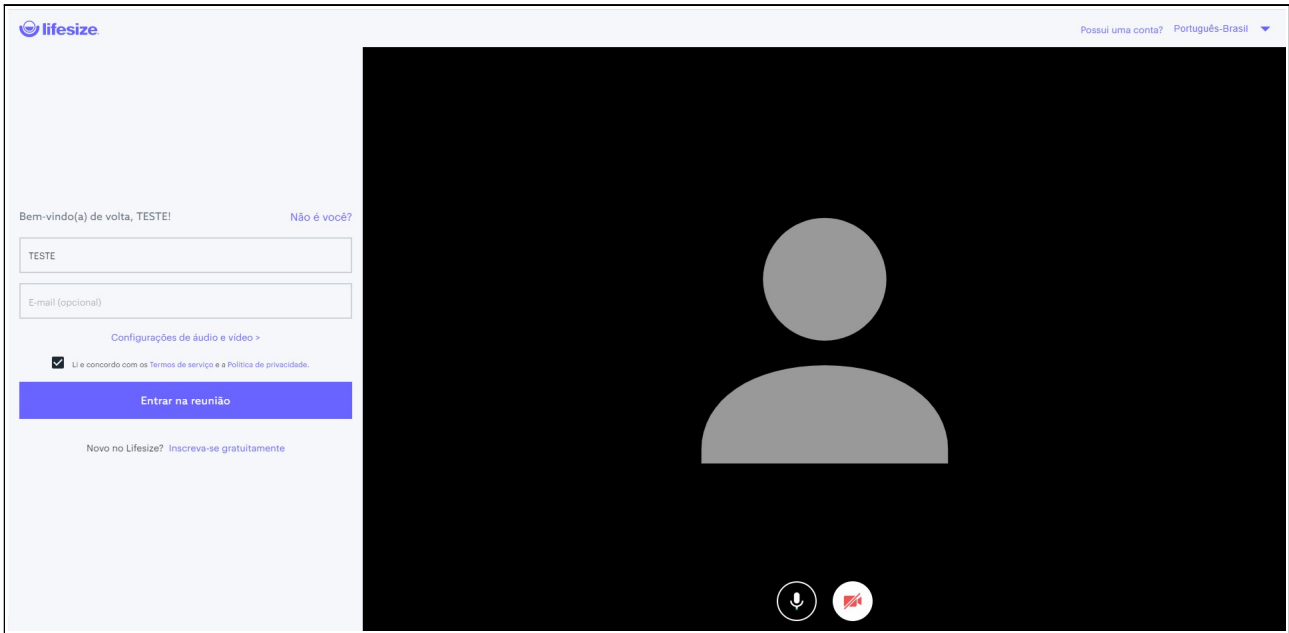 lifesize
Possui uma conta? Português-Brasil
Bem-vindo(a) de volta, TESTE! Não é você?
TESTE
E-mail (opcional)
Configurações de áudio e vídeo >
Li e concordo com os Termos de serviço e a Política de privacidade.
Entrar na reunião
Novo no Lifesize? Inscreva-se gratuitamente